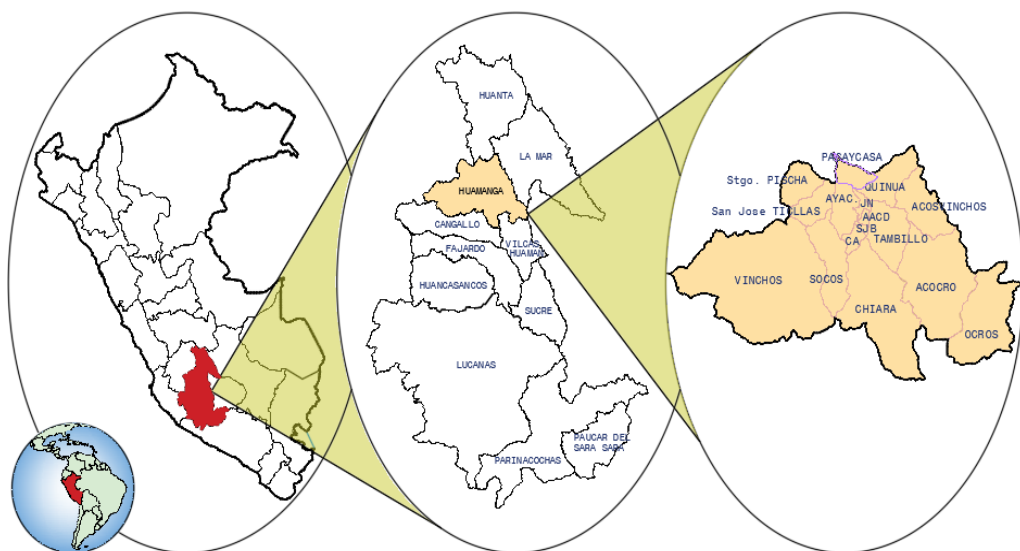 HUANTA
LA MAR
HUAMANGA
CANGALLO
FAJARDO
VILCAS
HUAMAN
HUANCASANCOS
SUCRE
LUCANAS
PAUCAR DEL
SARA SARA
PARINACOCHAS
PACAYCASA
Stgo. PISCHA
QUINUA
AYAC
JN
ACOSVINCHOS
San Jose TICLLAS
AACD
SJB
TAMBILLO
CA
VINCHOS
SOCOS
ACOCRO
CHIARA
OCROS